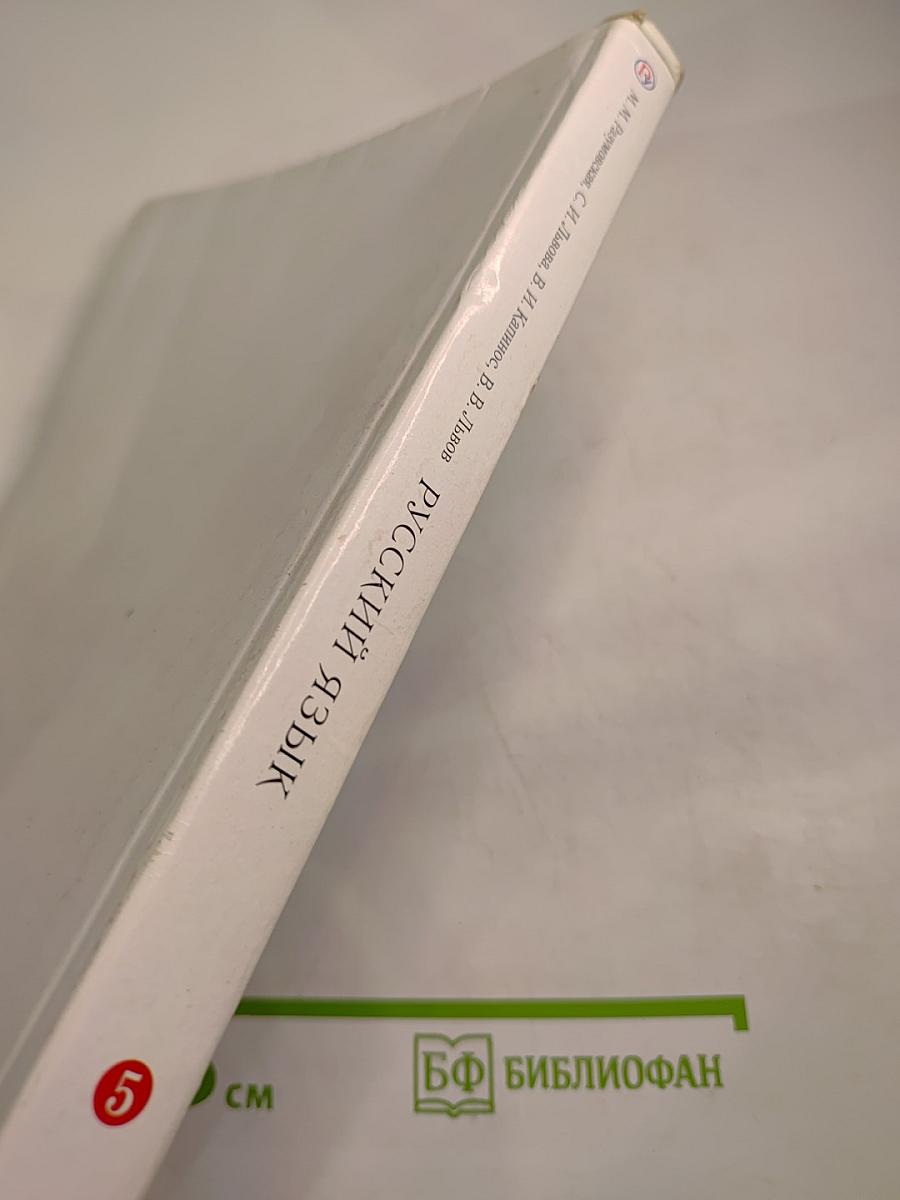 М. М. Разумовская, С. И. Львова, В. И. Капинос, В. В. Львов РУССКИЙ ЯЗЫК
5
см
БФ БИБЛИОФАН